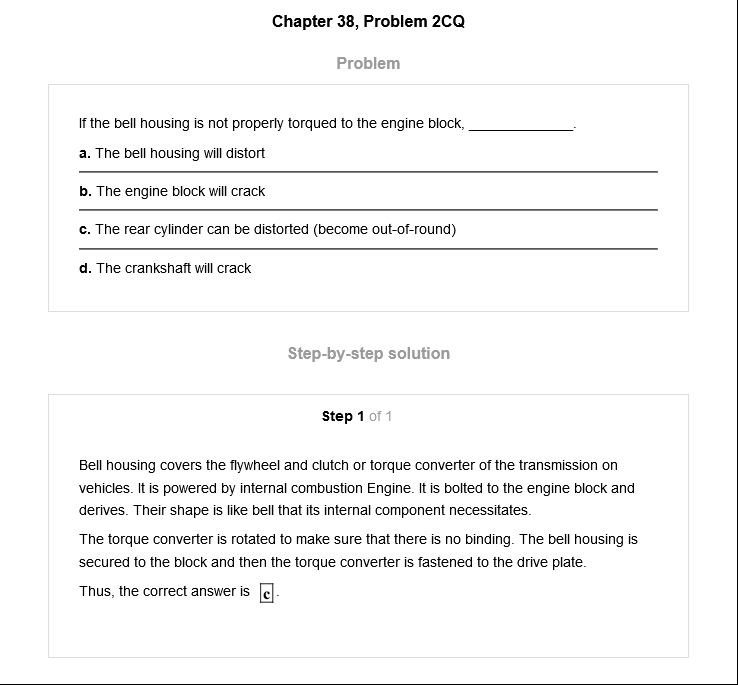 Chapter 38, Problem 2CQ
Problem
If the bell housing is not properly torqued to the engine block, _____________.
a. The bell housing will distort
b. The engine block will crack
c. The rear cylinder can be distorted (become out-of-round)
d. The crankshaft will crack
Step-by-step solution
Step 1 of 1
Bell housing covers the flywheel and clutch or torque converter of the transmission on
vehicles. It is powered by internal combustion Engine. It is bolted to the engine block and
derives. Their shape is like bell that its internal component necessitates.
The torque converter is rotated to make sure that there is no binding. The bell housing is
secured to the block and then the torque converter is fastened to the drive plate.
Thus, the correct answer is c.